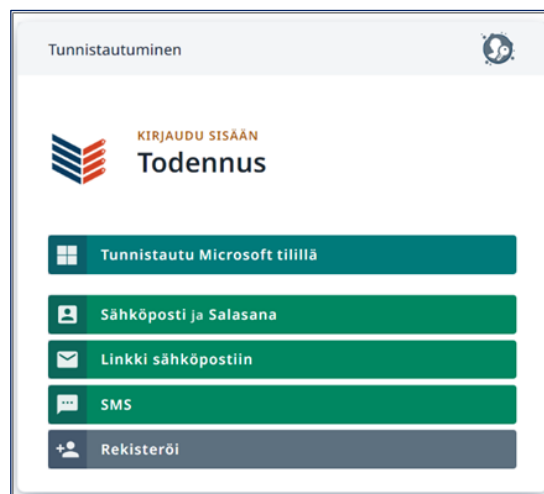 Tunnistautuminen
KIRJAUDU SISÄÄN
Todennus
Tunnistautu Microsoft tilillä
Sähköposti ja Salasana
Linkki sähköpostiin
SMS
Rekisteröi